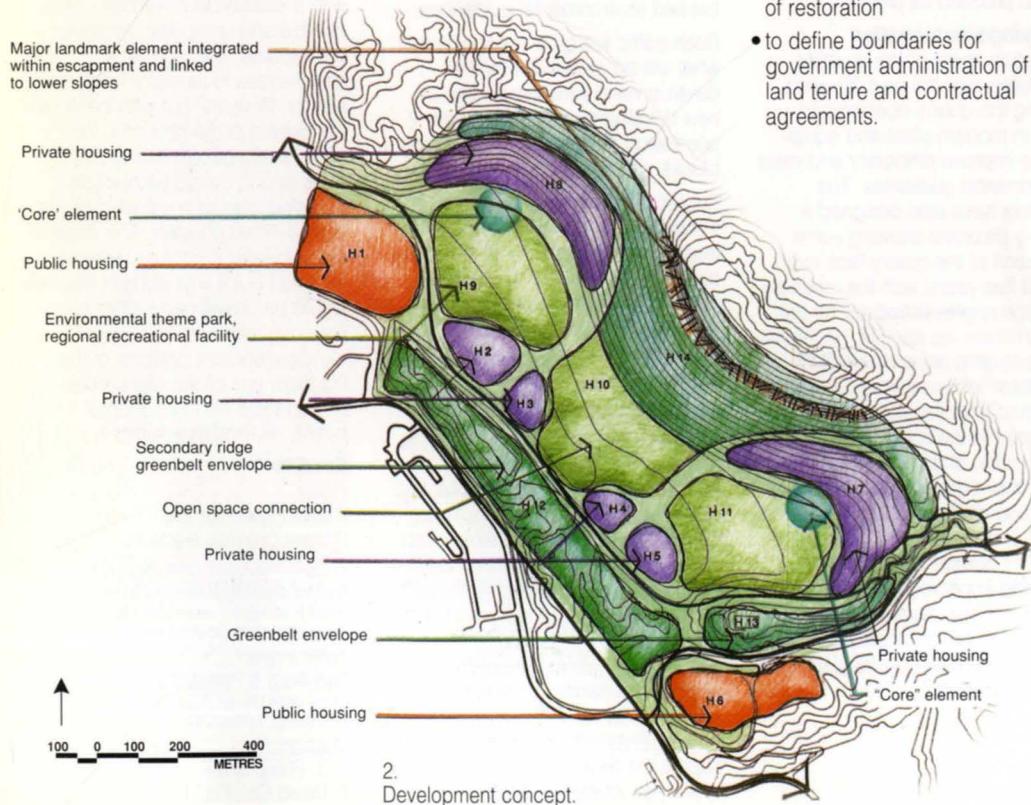 of restoration
• to define boundaries for
government administration of
land tenure and contractual
agreements.
Major landmark element integrated
within escapment and linked
to lower slopes
Private housing
'Core' element
Public housing
Environmental theme park,
regional recreational facility
Private housing
Secondary ridge
greenbelt envelope
Open space connection
Private housing
Greenbelt envelope
Public housing
H8
H1
H9
H2
H3
H10
H14
H12
H4
H5
H11
H7
H13
H6
Private housing
"Core" element
100 0 100 200 400
METRES
2.
Development concept.